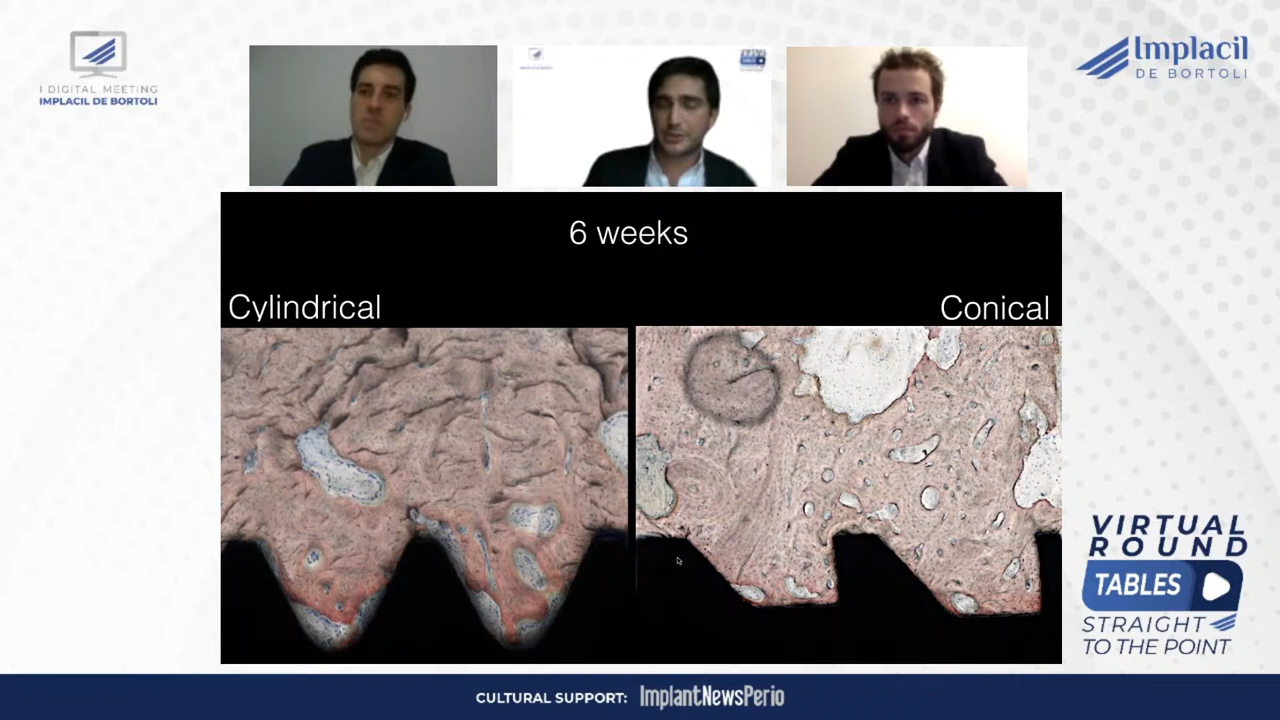 I DIGITAL MEETING
IMPLACIL DE BORTOLI
Implacil
DE BORTOLI
6 weeks
Cylindrical
Conical
VIRTUAL
ROUND
TABLES
STRAIGHT
TO THE POINT
CULTURAL SUPPORT: ImplantNewsPerio